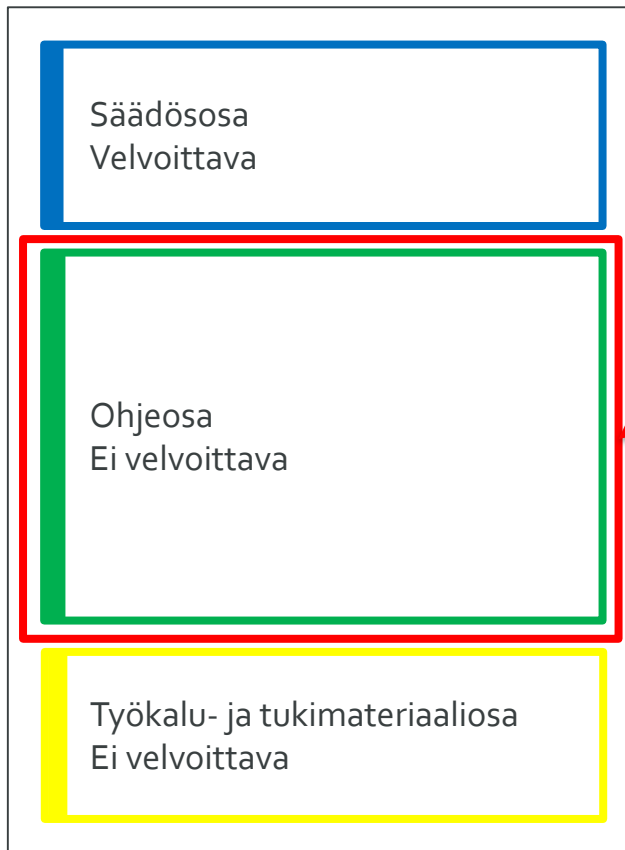 Säädösosa
Velvoittava
Ohjeosa
Ei velvoittava
Työkalu- ja tukimateriaaliosa
Ei velvoittava